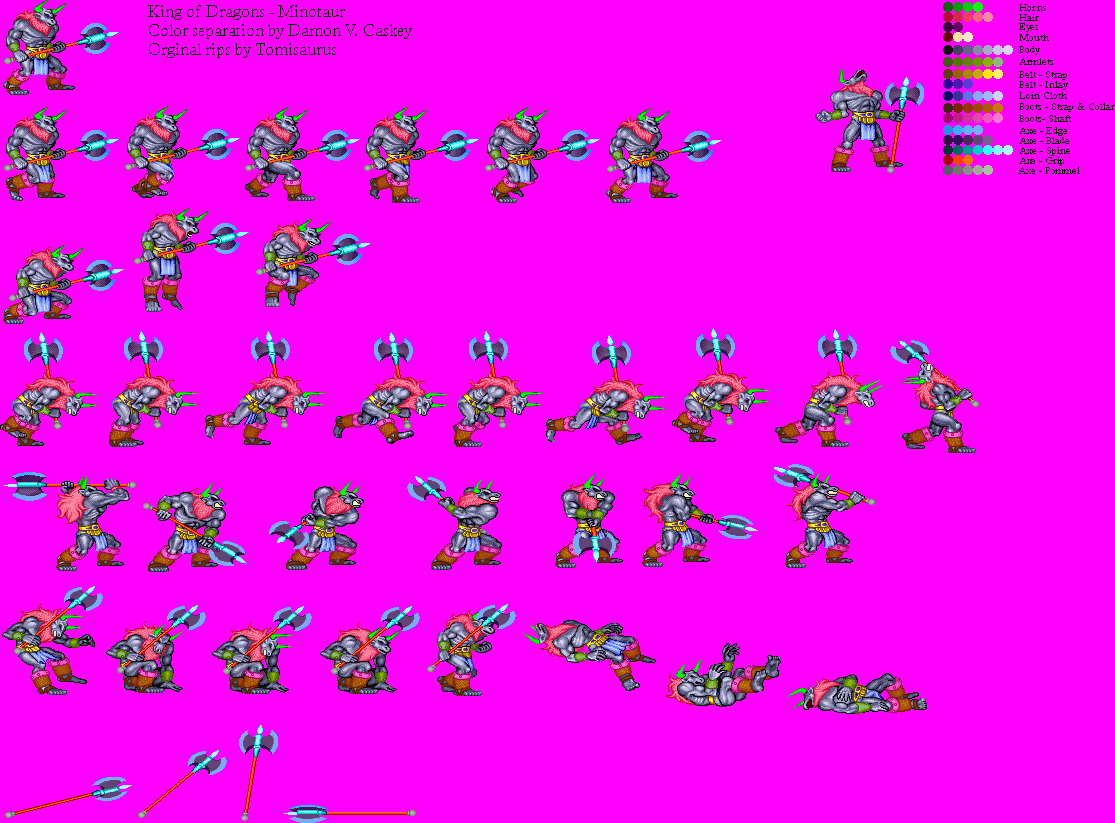 King of Dragons - Minotaur
Color separation by Damon V. Caskey
Orginal rips by Tomisaurus
Horns
Hair
Eyes
Mouth
Body
Armlets
Belt - Strap
Belt - Inlay
Loin Cloth
Boots - Strap & Collar
Boots- Shaft
Axe - Edge
Axe - Blade
Axe - Spine
Axe - Grip
Axe - Pommel